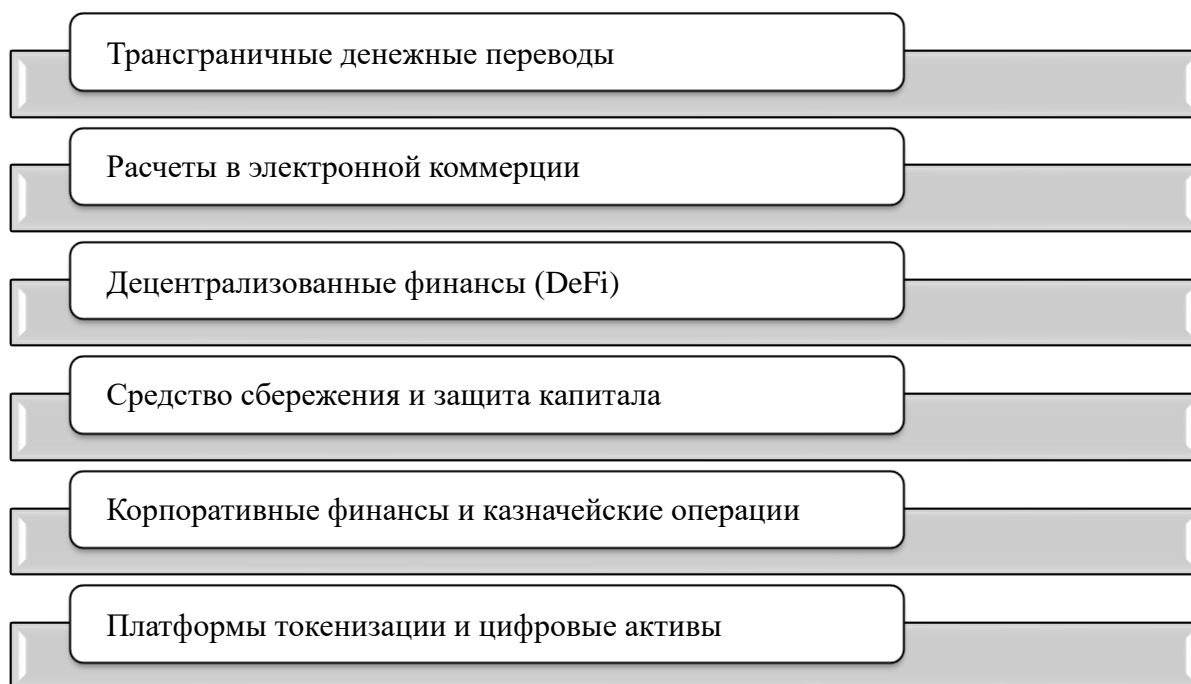 Трансграничные денежные переводы
Расчеты в электронной коммерции
Децентрализованные финансы (DeFi)
Средство сбережения и защита капитала
Корпоративные финансы и казначейские операции
Платформы токенизации и цифровые активы